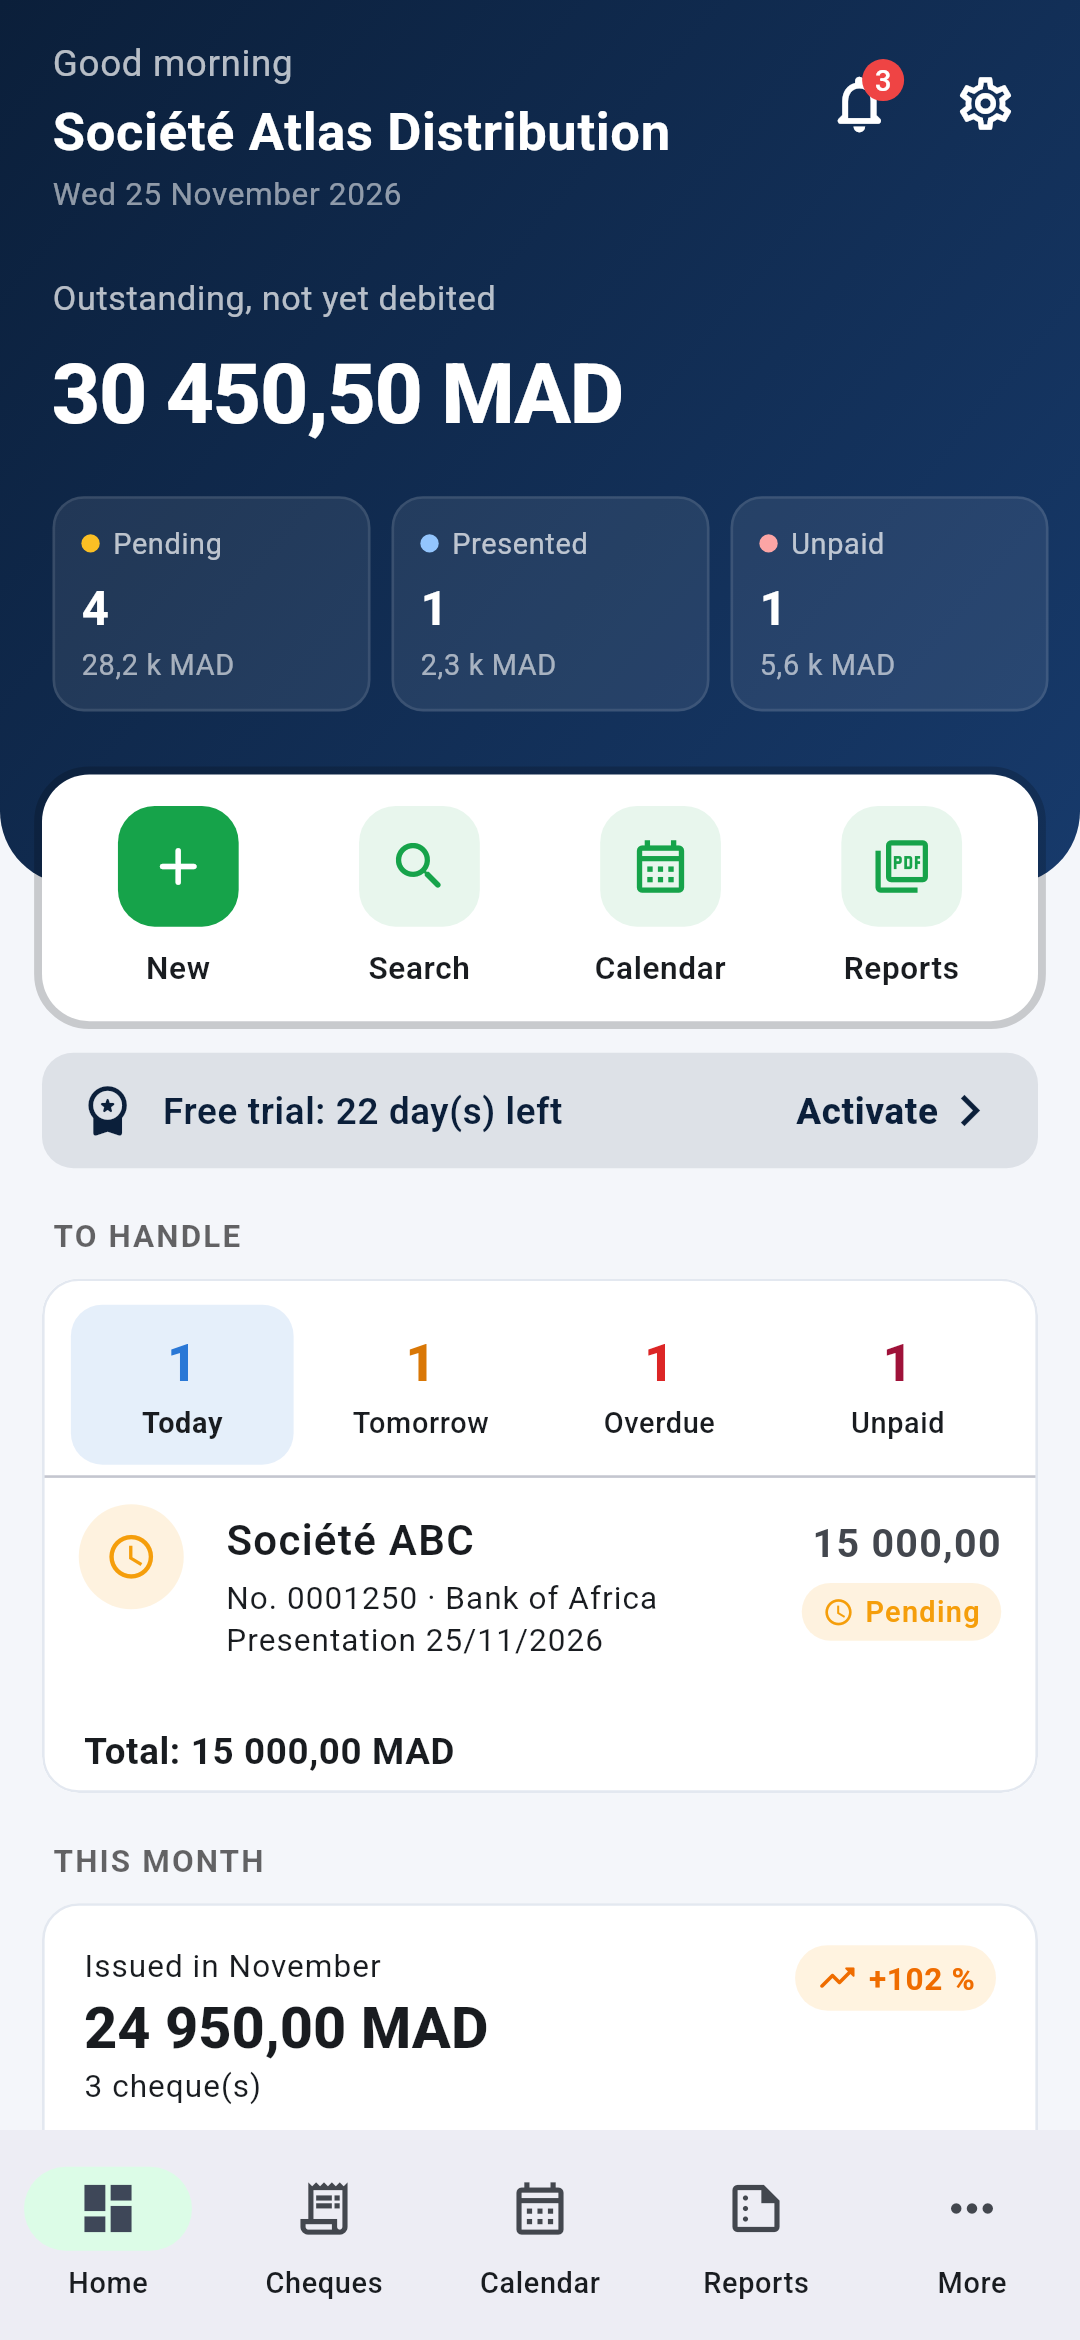 Good morning
3
Société Atlas Distribution
Wed 25 November 2026
Outstanding, not yet debited
30 450,50 MAD
Pending
4
28,2 k MAD
Presented
1
2,3 k MAD
Unpaid
1
5,6 k MAD
New
Search
Calendar
PDF
Reports
Free trial: 22 day(s) left
Activate
TO HANDLE
1
Today
1
Tomorrow
1
Overdue
1
Unpaid
Société ABC
15 000,00
No. 0001250 · Bank of Africa
Pending
Presentation 25/11/2026
Total: 15 000,00 MAD
THIS MONTH
Issued in November
+102 %
24 950,00 MAD
3 cheque(s)
Home
Cheques
Calendar
Reports
More